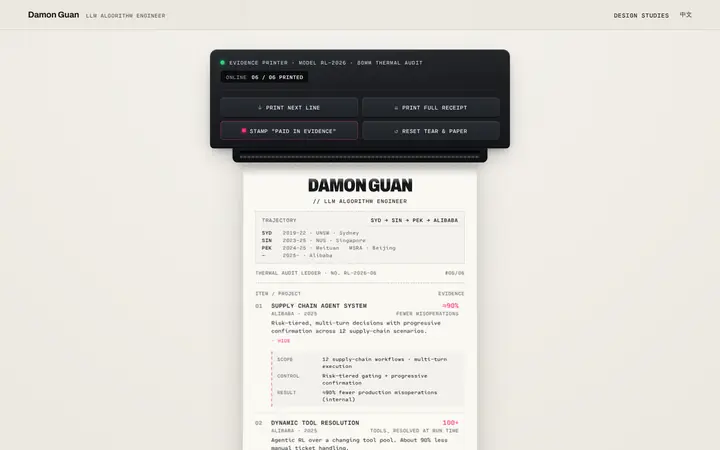 Damon Guan LLM ALGORITHM ENGINEER
DESIGN STUDIES 中文
EVIDENCE PRINTER · MODEL RL-2026 · 80MM THERMAL AUDIT
ONLINE 06 / 06 PRINTED
↓ PRINT NEXT LINE
PRINT FULL RECEIPT
STAMP "PAID IN EVIDENCE"
↺ RESET TEAR & PAPER
DAMON GUAN
// LLM ALGORITHM ENGINEER
TRAJECTORY SYD → SIN → PEK → ALIBABA
SYD 2019–22 · UNSW · Sydney
SIN 2023–25 · NUS · Singapore
PEK 2024–25 · Meituan MSRA · Beijing
2025– · Alibaba
THERMAL AUDIT LEDGER · NO. RL-2026-06 #06/06
ITEM / PROJECT EVIDENCE
01 SUPPLY CHAIN AGENT SYSTEM ≈90%
ALIBABA · 2025 FEWER MISOPERATIONS
Risk-tiered, multi-turn decisions with progressive
confirmation across 12 supply-chain scenarios.
- HIDE
SCOPE 12 supply-chain workflows · multi-turn
execution
CONTROL Risk-tiered gating + progressive
confirmation
RESULT ≈90% fewer production misoperations
(internal)
02 DYNAMIC TOOL RESOLUTION 100+
ALIBABA · 2025 TOOLS, RESOLVED AT RUN TIME
Agentic RL over a changing tool pool. About 90% less
manual ticket handling.